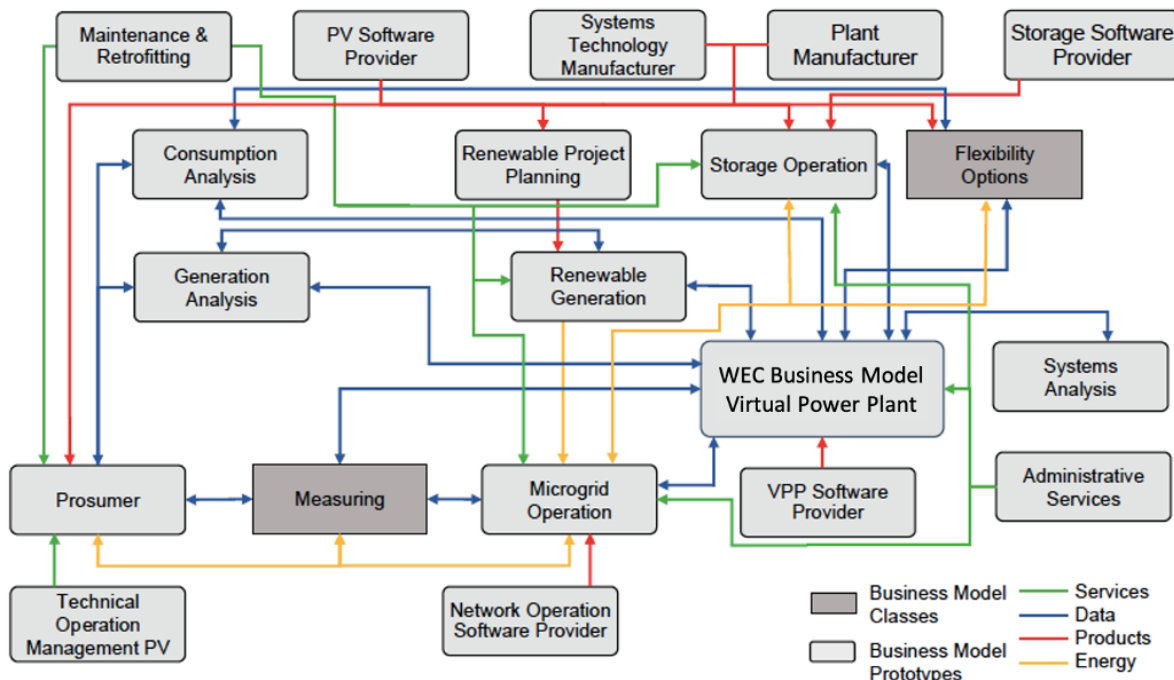 Maintenance &
Retrofitting
PV Software
Provider
Systems
Technology
Manufacturer
Plant
Manufacturer
Storage Software
Provider
Consumption
Analysis
Renewable Project
Planning
Storage Operation
Flexibility
Options
Generation
Analysis
Renewable
Generation
WEC Business Model
Virtual Power Plant
Systems
Analysis
Prosumer
Measuring
Microgrid
Operation
VPP Software
Provider
Administrative
Services
Technical
Operation
Management PV
Network Operation
Software Provider
Business Model
Classes
Business Model
Prototypes
Services
Data
Products
Energy